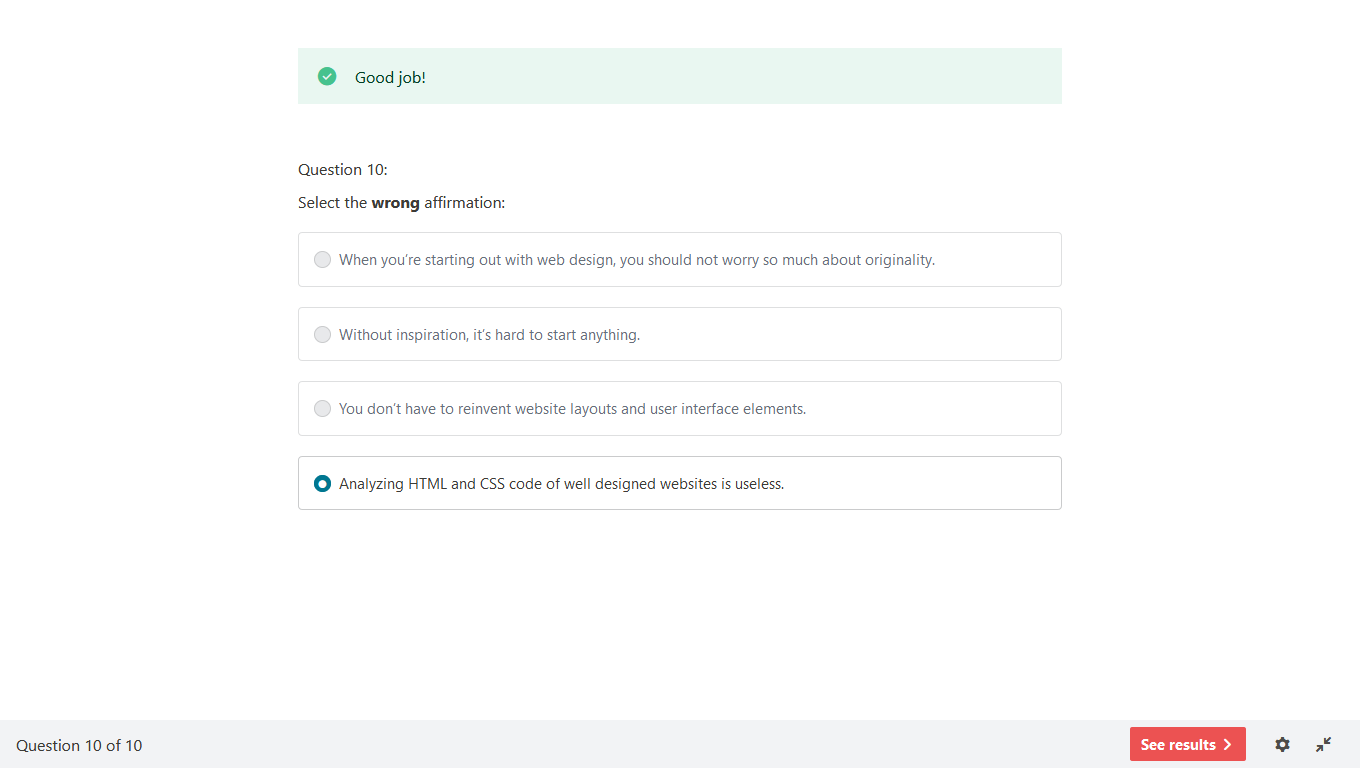 Good job!
Question 10:
Select the wrong affirmation:
When you're starting out with web design, you should not worry so much about originality.
Without inspiration, it's hard to start anything.
You don't have to reinvent website layouts and user interface elements.
Analyzing HTML and CSS code of well designed websites is useless.
Question 10 of 10
See results